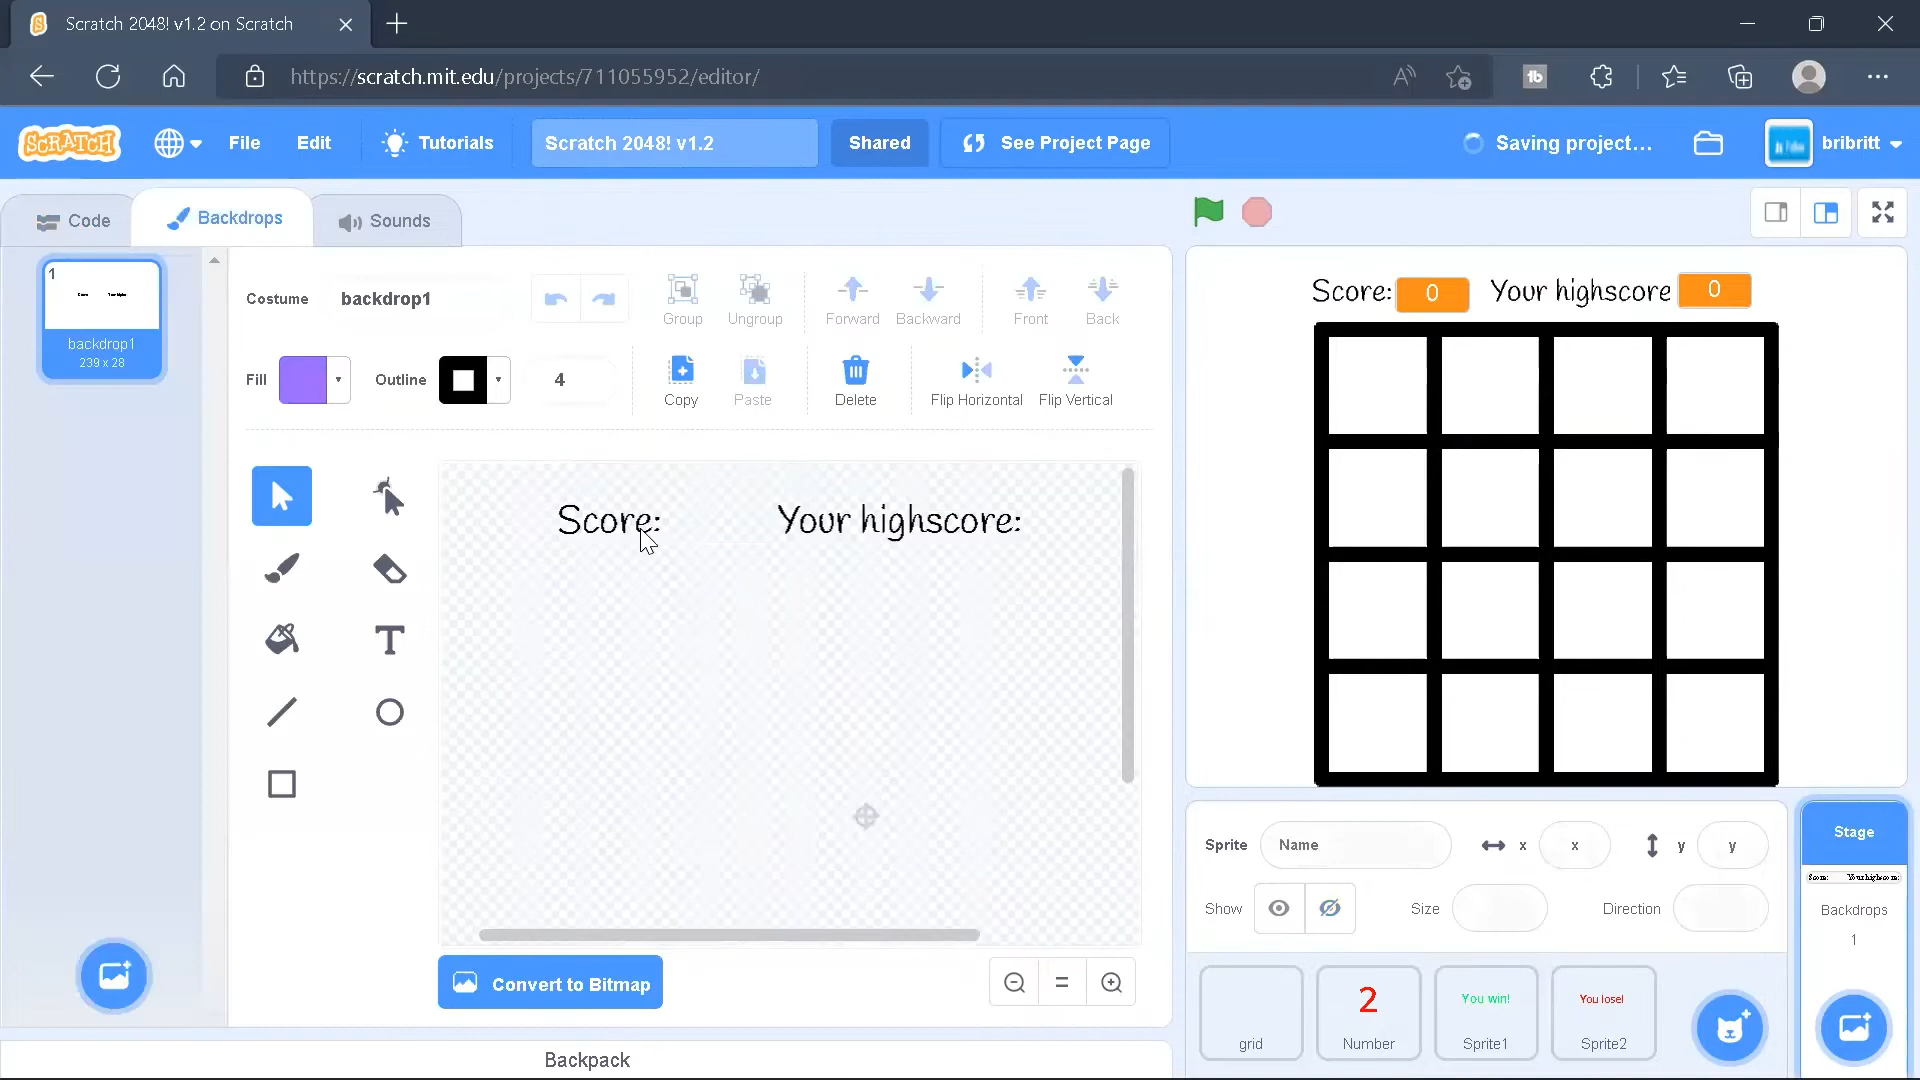 Scratch 2048! v1.2 on Scratch
https://scratch.mit.edu/projects/711055952/editor/
SCRATCH
File
Edit
Tutorials
Scratch 2048! v1.2
Shared
See Project Page
Saving project...
bribritt
Code
Backdrops
Sounds
1
backdrop1
239 x 28
Costume
backdrop1
Group
Ungroup
Forward
Backward
Front
Back
Fill
Outline
4
Copy
Paste
Delete
Flip Horizontal
Flip Vertical
Score:
Your highscore:
Convert to Bitmap
Backpack
Score:
0
Your highscore
0
Sprite
Name
x
x
y
y
Show
Size
Direction
grid
2
Number
You win!
Sprite1
You lose!
Sprite2
Stage
Score:
Your highscore:
Backdrops
1